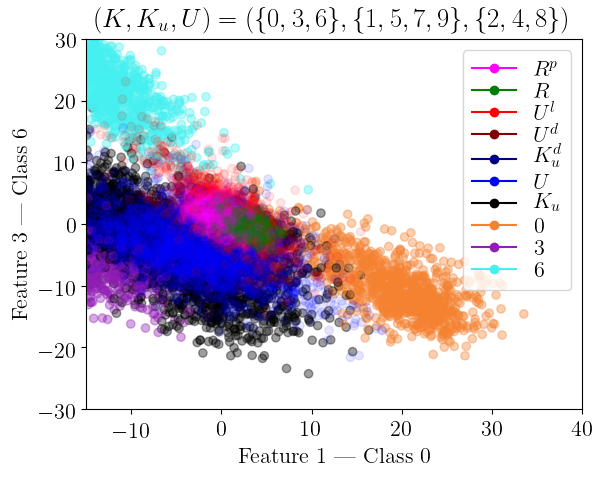 (K, K_u, U) = ({0, 3, 6}, {1, 5, 7, 9}, {2, 4, 8})
30
20
10
0
−10
−20
−30
−10
0
10
20
30
40
Feature 3 — Class 6
Feature 1 — Class 0
R^p
R
U^l
U^d
K_u^d
U
K_u
0
3
6